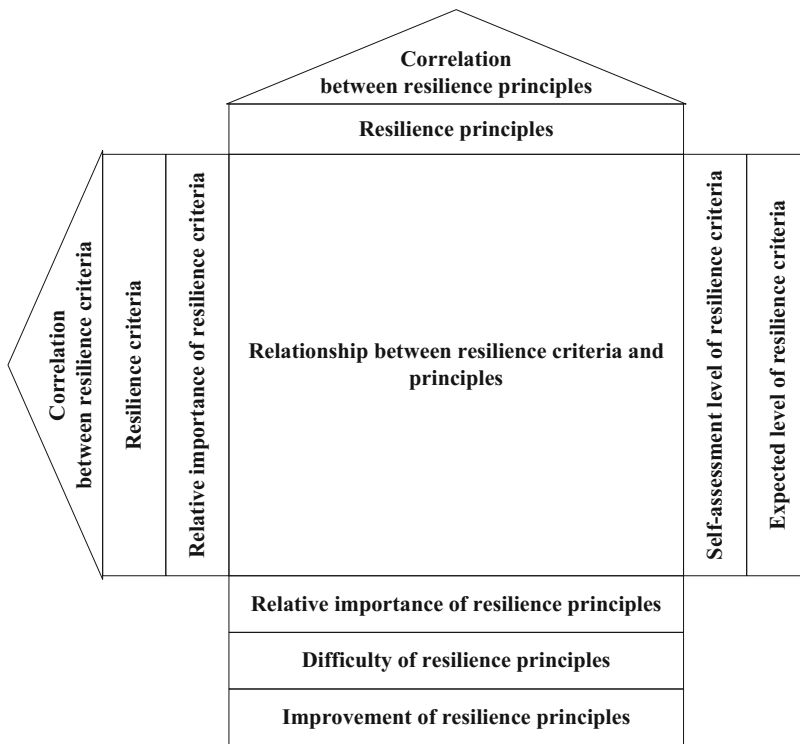 Correlation
between resilience principles
Resilience principles
Correlation
between resilience criteria
Resilience criteria
Relative importance of resilience criteria
Relationship between resilience criteria and
principles
Self-assessment level of resilience criteria
Expected level of resilience criteria
Relative importance of resilience principles
Difficulty of resilience principles
Improvement of resilience principles